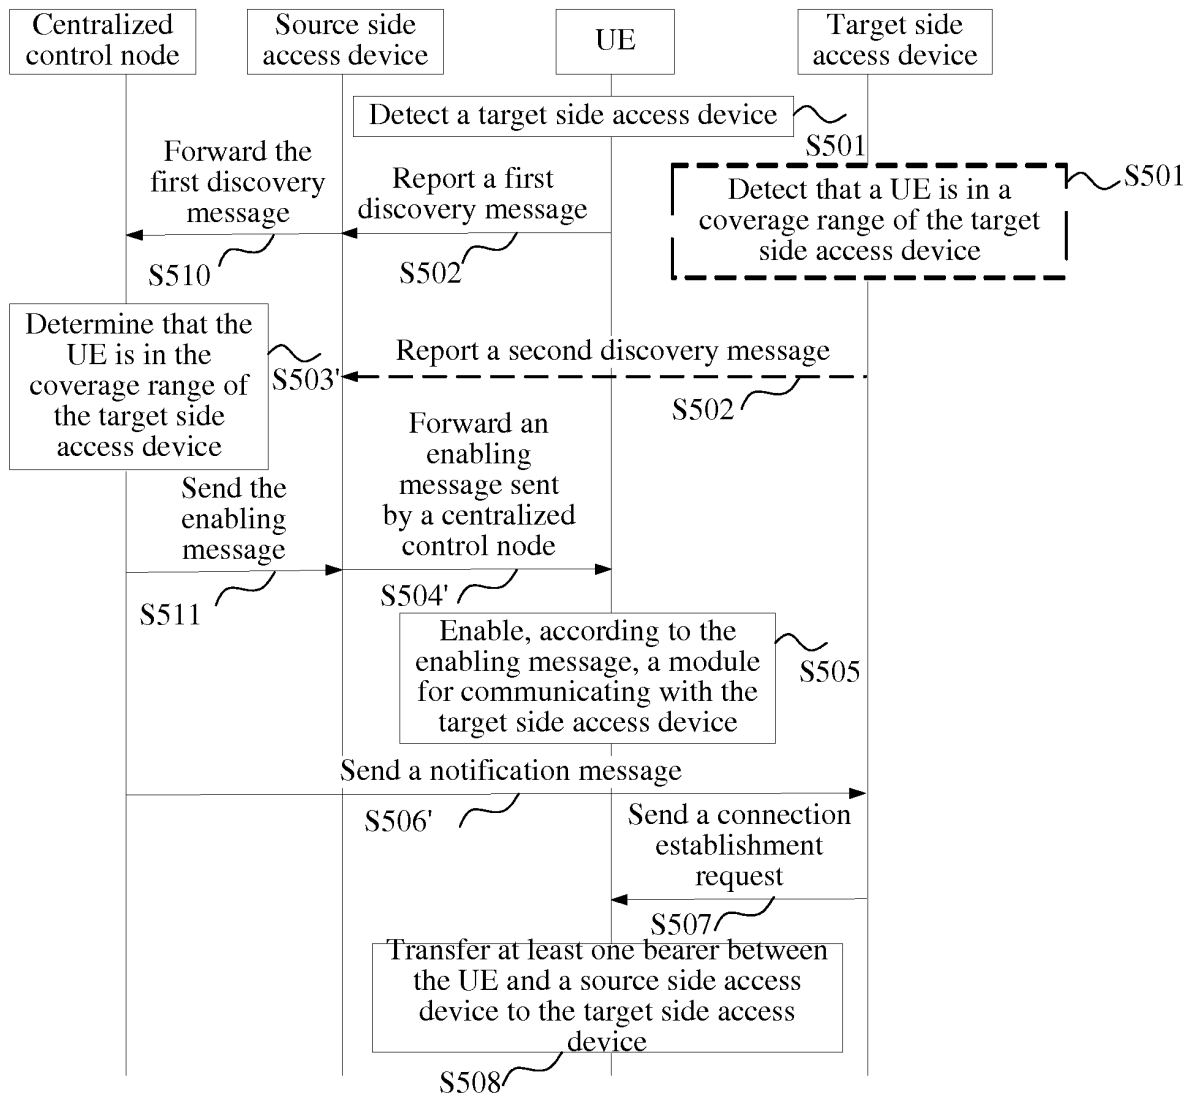 Centralized
control node
Source side
access device
UE
Target side
access device
Detect a target side access device
S501
Forward the
first discovery
message
Report a first
discovery message
Detect that a UE is in a
coverage range of the target
side access device
S501
S510
S502
Determine that the
UE is in the
coverage range of
the target side
access device
S503'
Report a second discovery message
S502
Forward an
enabling
message sent
by a centralized
control node
Send the
enabling
message
S511
S504'
Enable, according to the
enabling message, a module
for communicating with the
target side access device
S505
Send a notification message
S506'
Send a connection
establishment
request
S507
Transfer at least one bearer between
the UE and a source side access
device to the target side access
device
S508